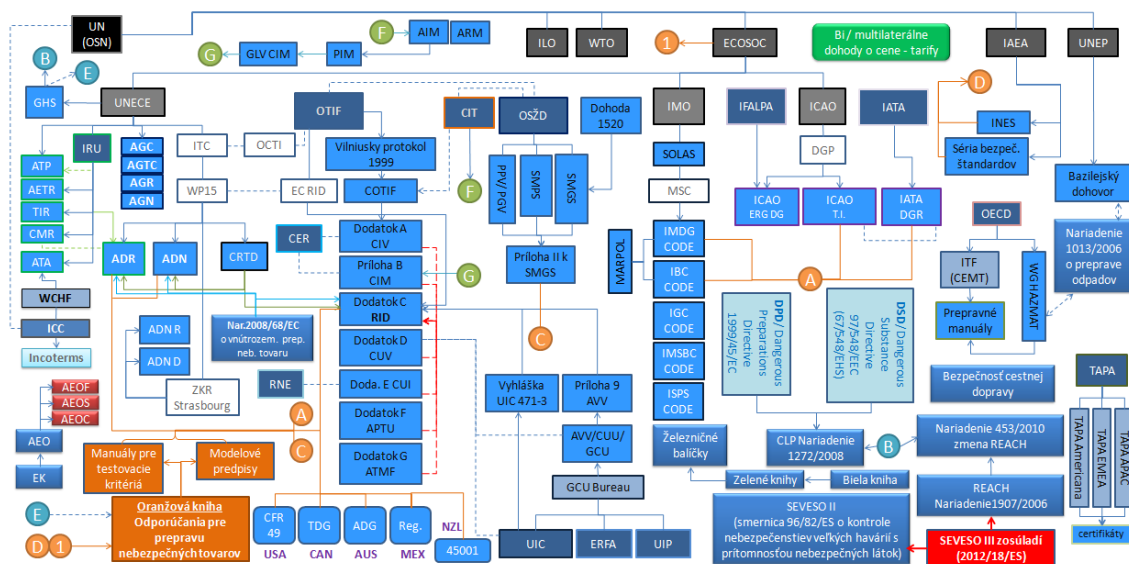 UN
(OSN)
B
E
GHS
UNECE
G
GLV CIM
PIM
F
AIM
ARM
ILO
WTO
1
ECOSOC
Bi / multilaterálne
dohody o cene - tarify
IAEA
UNEP
D
IRU
ATP
AETR
TIR
CMR
ATA
AGC
AGTC
AGR
AGN
ITC
OCTI
WP15
OTIF
EC RID
Vilniusky protokol
1999
COTIF
CIT
F
OSŽD
Dohoda
1520
PPV/ PGV
SMPS
SMGS
Príloha II k
SMGS
C
IMO
SOLAS
MSC
IFALPA
ICAO
DGP
IATA
ICAO
ERG DG
ICAO
T.I.
IATA
DGR
INES
Séria bezpeč.
štandardov
Bazilejský
dohovor
Nariadenie
1013/2006
o preprave
odpadov
OECD
ITF
(CEMT)
WG HAZMAT
Prepravné
manuály
ADR
ADN
CRTD
CER
Dodatok A
CIV
Príloha B
CIM
G
Dodatok C
RID
Dodatok D
CUV
Doda. E CUI
Dodatok F
APTU
Dodatok G
ATMF
MARPOL
IMDG
CODE
IBC
CODE
IGC
CODE
IMSBC
CODE
ISPS
CODE
A
DPD/ Dangerous
Preparations
Directive
1999/45/EC
DSD/ Dangerous
Substance
Directive
97/548/EEC
(67/548/EHS)
WCHF
ICC
Incoterms
ADN R
ADN D
Nar.2008/68/EC
o vnútrozem. prep.
neb. tovaru
RNE
ZKR
Strasbourg
A
C
AEOF
AEOS
AEOC
AEO
EK
Manuály pre
testovacie
kritériá
Modelové
predpisy
Oranžová kniha
Odporúčania pre
prepravu
nebezpečných tovarov
E
D
1
CFR
49
USA
TDG
CAN
ADG
AUS
Reg.
MEX
NZL
45001
Vyhláška
UIC 471-3
Príloha 9
AVV
AVV/CUU/
GCU
GCU Bureau
UIC
ERFA
UIP
Železničné
balíčky
Zelené knihy
Biela kniha
CLP Nariadenie
1272/2008
B
Bezpečnosť cestnej
dopravy
Nariadenie 453/2010
zmena REACH
REACH
Nariadenie1907/2006
SEVESO II
(smernica 96/82/ES o kontrole
nebezpečenstiev veľkých havárií s
prítomnosťou nebezpečných látok)
SEVESO III zosúladí
(2012/18/ES)
TAPA
TAPA Americana
TAPA EMEA
TAPA APAC
certifikáty